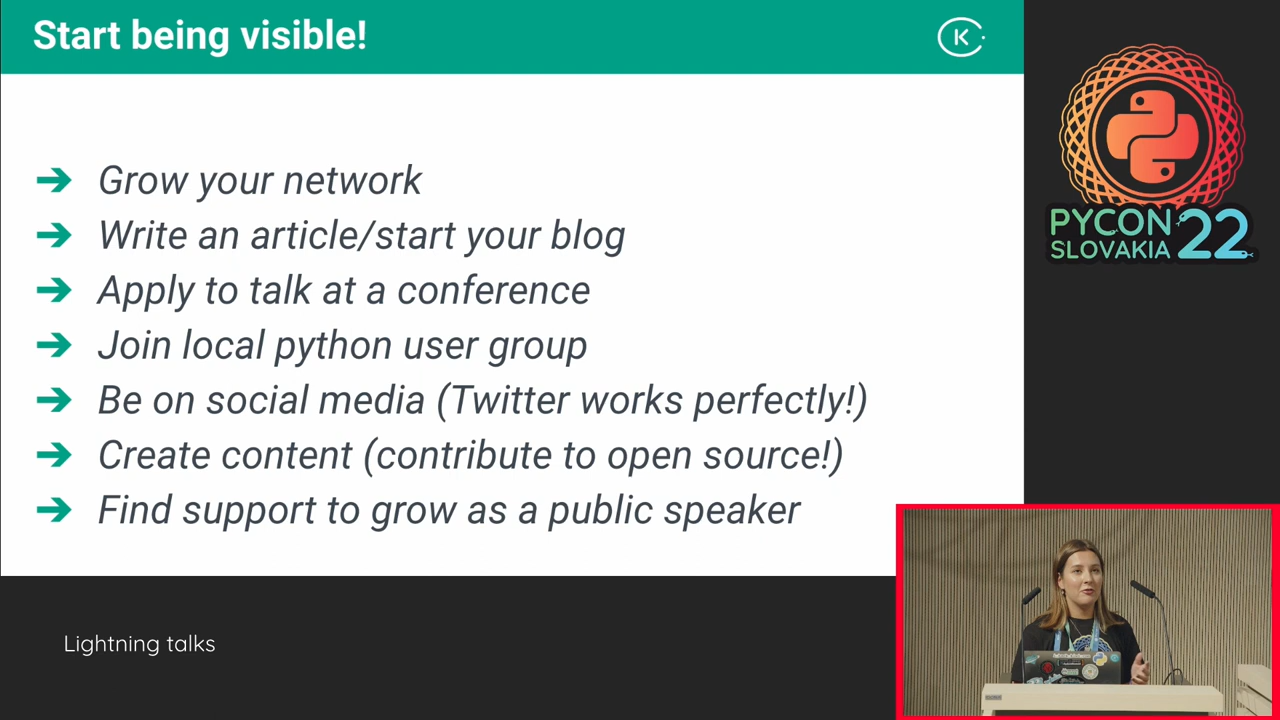 Start being visible!
K
➔ Grow your network
➔ Write an article/start your blog
➔ Apply to talk at a conference
➔ Join local python user group
➔ Be on social media (Twitter works perfectly!)
➔ Create content (contribute to open source!)
➔ Find support to grow as a public speaker
PYCON
SLOVAKIA 22
Lightning talks